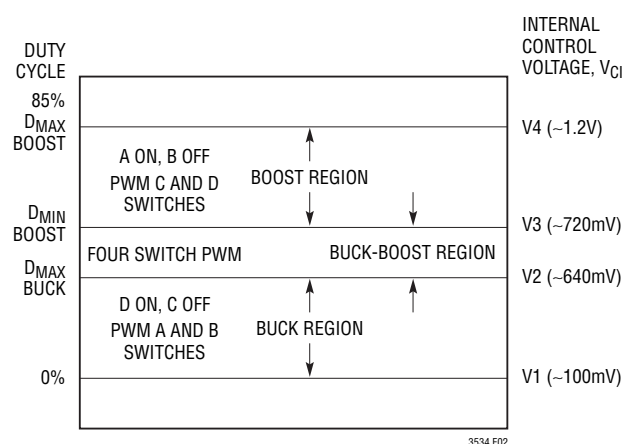 DUTY
CYCLE
INTERNAL
CONTROL
VOLTAGE, VCI
85%
DMAX
BOOST
V4 (~1.2V)
A ON, B OFF
PWM C AND D
SWITCHES
BOOST REGION
DMIN
BOOST
V3 (~720mV)
FOUR SWITCH PWM
BUCK-BOOST REGION
DMAX
BUCK
V2 (~640mV)
D ON, C OFF
PWM A AND B
SWITCHES
BUCK REGION
0%
V1 (~100mV)
3534 F02